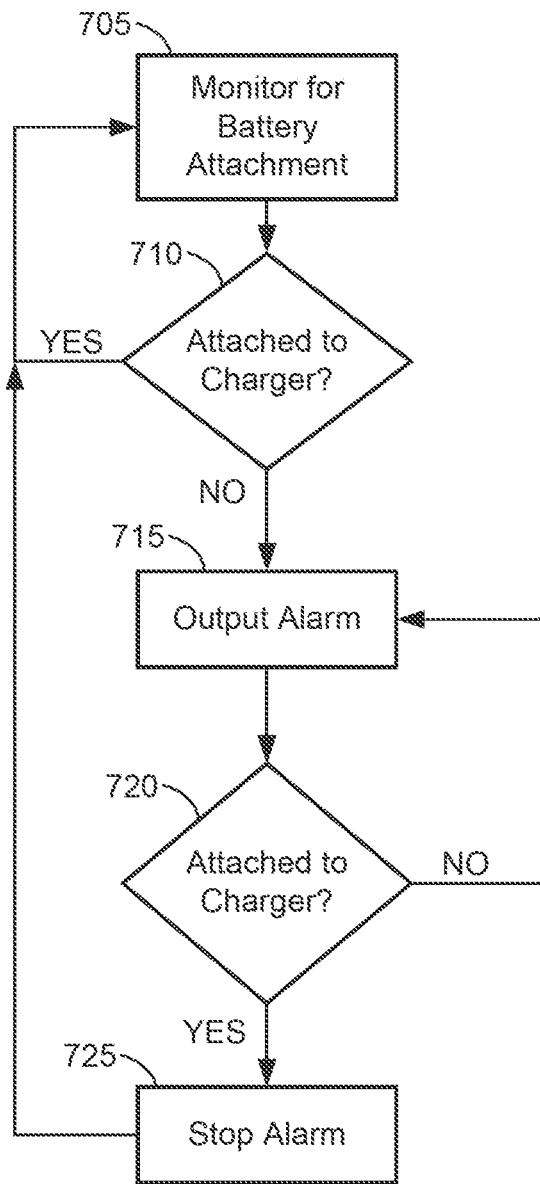 705
Monitor for
Battery
Attachment
710
YES
Attached to
Charger?
NO
715
Output Alarm
720
Attached to
Charger?
NO
YES
725
Stop Alarm